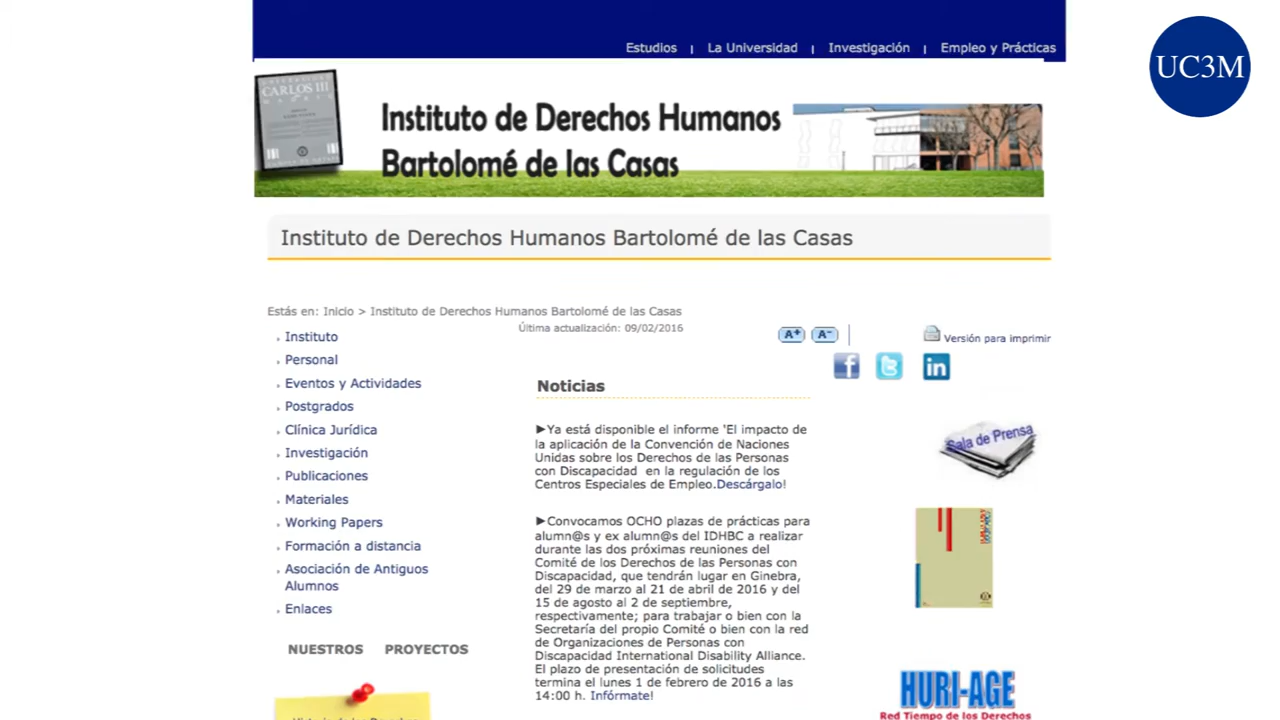 Estudios | La Universidad | Investigación | Empleo y Prácticas
UC3M
CARLOS III
Instituto de Derechos Humanos
Bartolomé de las Casas
Instituto de Derechos Humanos Bartolomé de las Casas
Estás en: Inicio > Instituto de Derechos Humanos Bartolomé de las Casas
Última actualización: 09/02/2016
A+ A-
Versión para imprimir
Instituto
Personal
Eventos y Actividades
Postgrados
Clínica Jurídica
Investigación
Publicaciones
Materiales
Working Papers
Formación a distancia
Asociación de Antiguos
Alumnos
Enlaces
NUESTROS PROYECTOS
Noticias
►Ya está disponible el informe 'El impacto de
la aplicación de la Convención de Naciones
Unidas sobre los Derechos de las Personas
con Discapacidad en la regulación de los
Centros Especiales de Empleo.Descárgalo!
►Convocamos OCHO plazas de prácticas para
alumn@s y ex alumn@s del IDHBC a realizar
durante las dos próximas reuniones del
Comité de los Derechos de las Personas con
Discapacidad, que tendrán lugar en Ginebra,
del 29 de marzo al 21 de abril de 2016 y del
15 de agosto al 2 de septiembre,
respectivamente; para trabajar o bien con la
Secretaría del propio Comité o bien con la red
de Organizaciones de Personas con
Discapacidad International Disability Alliance.
El plazo de presentación de solicitudes
termina el lunes 1 de febrero de 2016 a las
14:00 h. Infórmate!
f
in
Sala de Prensa
HURI-AGE
Red Tiempo de los Derechos